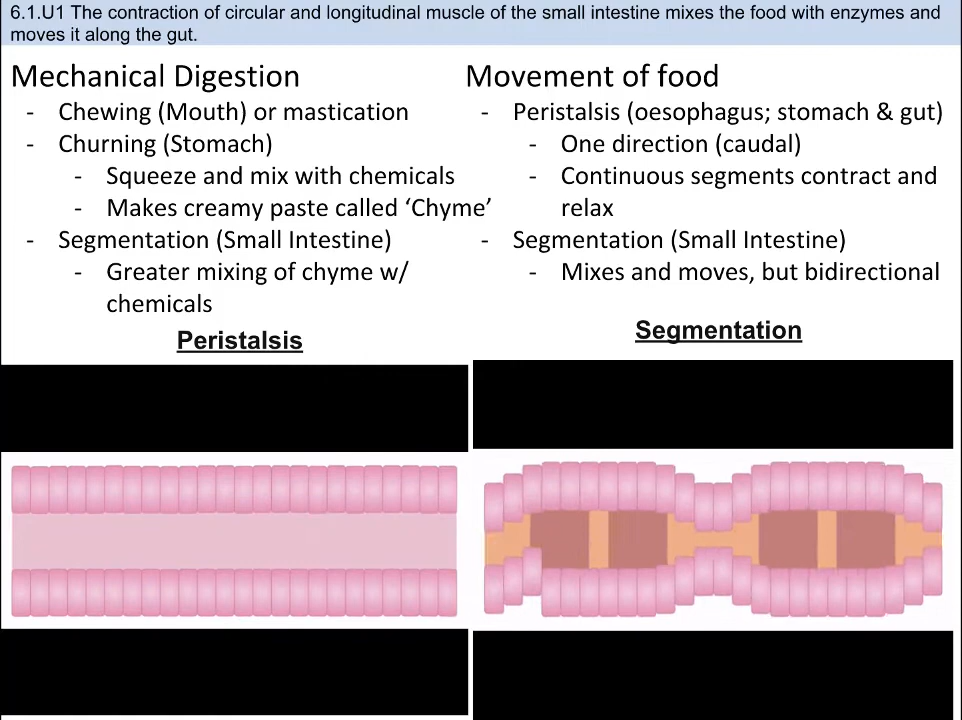 6.1.U1 The contraction of circular and longitudinal muscle of the small intestine mixes the food with enzymes and
moves it along the gut.
Mechanical Digestion
- Chewing (Mouth) or mastication
- Churning (Stomach)
- Squeeze and mix with chemicals
- Makes creamy paste called ‘Chyme’
- Segmentation (Small Intestine)
- Greater mixing of chyme w/
chemicals
Movement of food
- Peristalsis (oesophagus; stomach & gut)
- One direction (caudal)
- Continuous segments contract and
relax
- Segmentation (Small Intestine)
- Mixes and moves, but bidirectional
Peristalsis
Segmentation